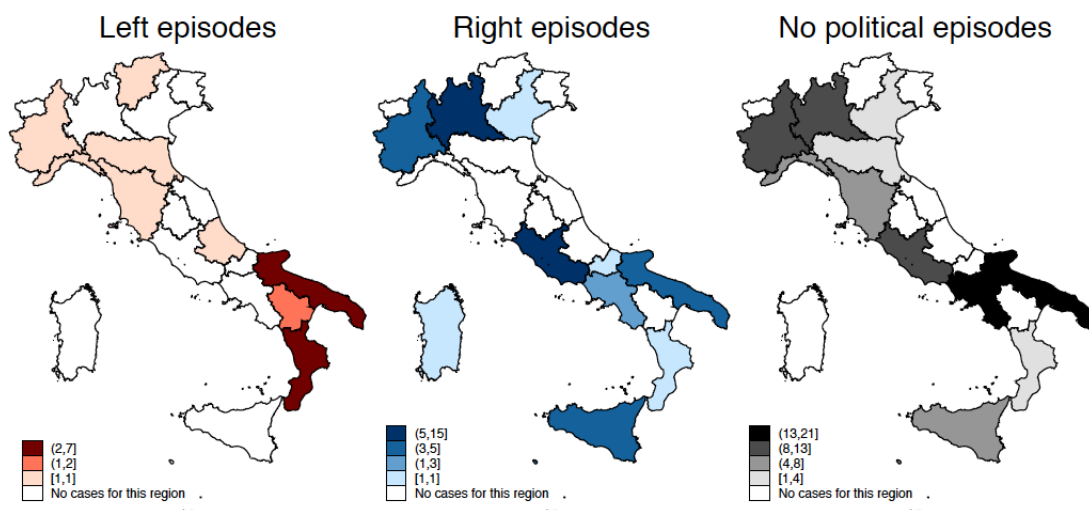 Left episodes
Right episodes
No political episodes
(2,7]
(1,2]
[1,1]
No cases for this region .
(5,15]
(3,5]
(1,3]
[1,1]
No cases for this region .
(13,21]
(8,13]
(4,8]
[1,4]
No cases for this region .